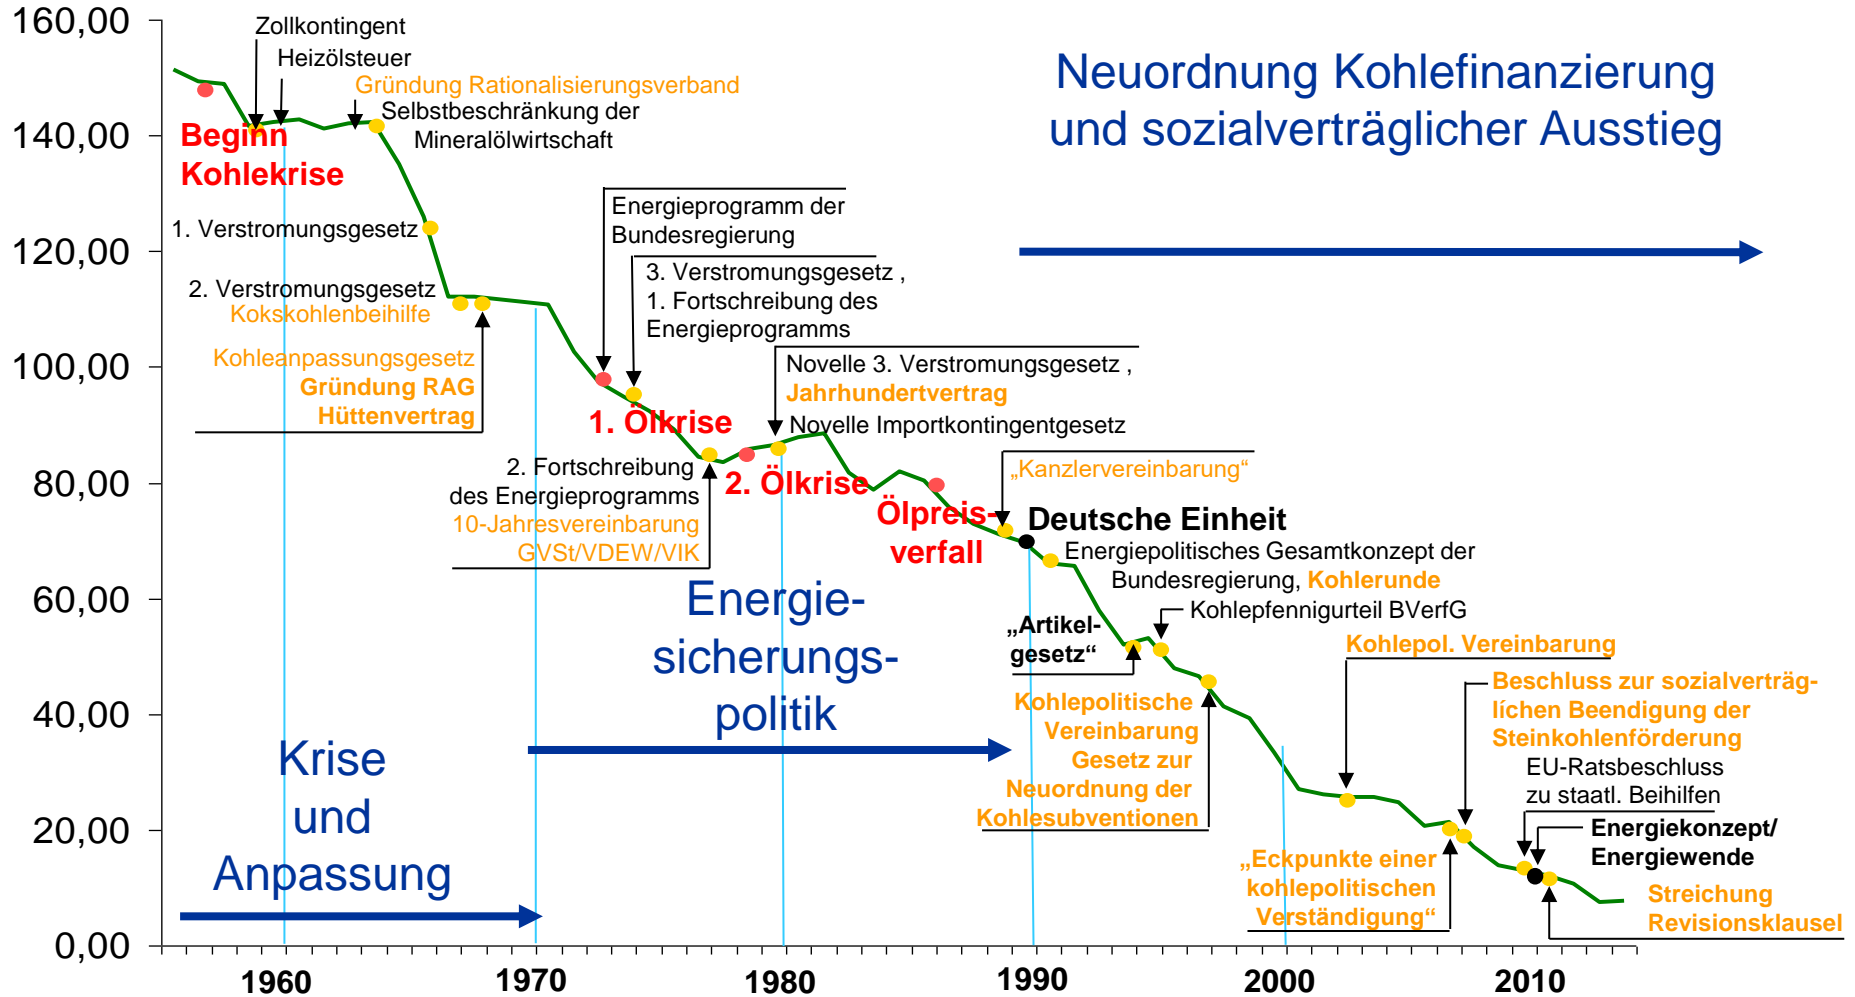 160,00
140,00
120,00
100,00
80,00
60,00
40,00
20,00
0,00
Zollkontingent
Heizölsteuer
Gründung Rationalisierungsverband
Selbstbeschränkung der
Mineralölwirtschaft
Beginn
Kohlekrise
Neuordnung Kohlefinanzierung
und sozialverträglicher Ausstieg
1. Verstromungsgesetz
2. Verstromungsgesetz
Kokskohlenbeihilfe
Kohleanpassungsgesetz
Gründung RAG
Hüttenvertrag
Energieprogramm der
Bundesregierung
3. Verstromungsgesetz ,
1. Fortschreibung des
Energieprogramms
1. Ölkrise
Novelle 3. Verstromungsgesetz ,
Jahrhundertvertrag
Novelle Importkontingentgesetz
2. Fortschreibung
des Energieprogramms
10-Jahresvereinbarung
GVSt/VDEW/VIK
2. Ölkrise
Ölpreis-
verfall
„Kanzlervereinbarung“
Deutsche Einheit
Energiepolitisches Gesamtkonzept der
Bundesregierung, Kohlerunde
Kohlepfennigurteil BVerfG
„Artikel-
gesetz“
Kohlepolitische
Vereinbarung
Gesetz zur
Neuordnung der
Kohlesubventionen
Kohlepol. Vereinbarung
Beschluss zur sozialverträg-
líchen Beendigung der
Steinkohlenförderung
EU-Ratsbeschluss
zu staatl. Beihilfen
Energiekonzept/
Energiewende
„Eckpunkte einer
kohlepolitischen
Verständigung“
Streichung
Revisionsklausel
Krise
und
Anpassung
Energie-
sicherungs-
politik
1960
1970
1980
1990
2000
2010